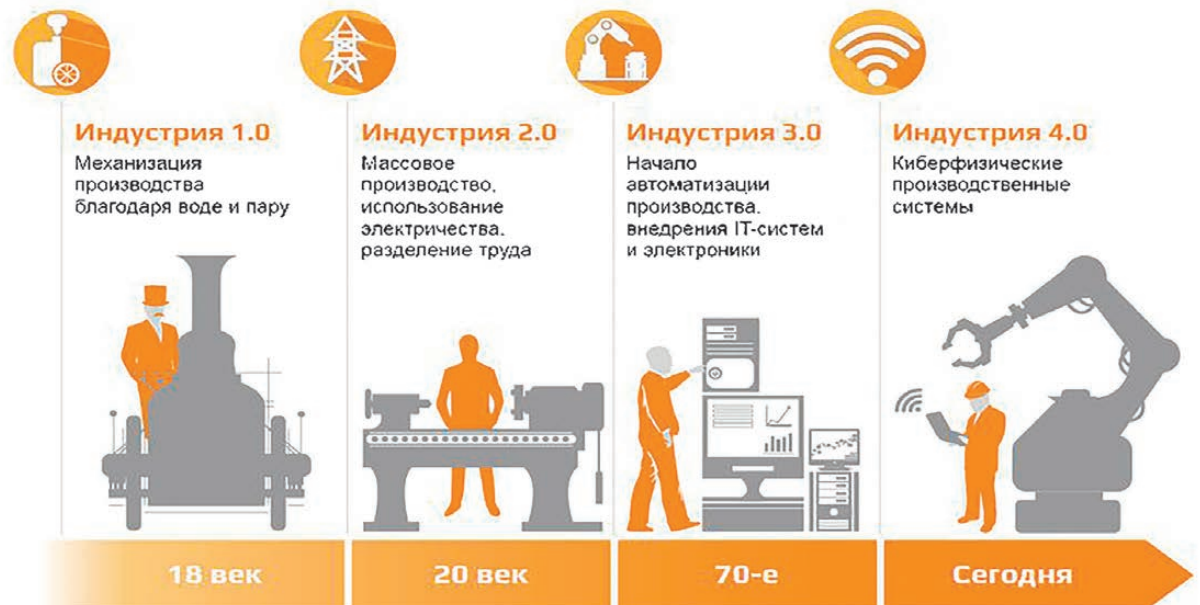 Индустрия 1.0
Механизация
производства
благодаря воде и пару
Индустрия 2.0
Массовое
производство,
использование
электричества.
разделение труда
Индустрия 3.0
Начало
автоматизации
производства.
внедрения IT-систем
и электроники
Индустрия 4.0
Киберфизические
производственные
системы
18 век
20 век
70-е
Сегодня